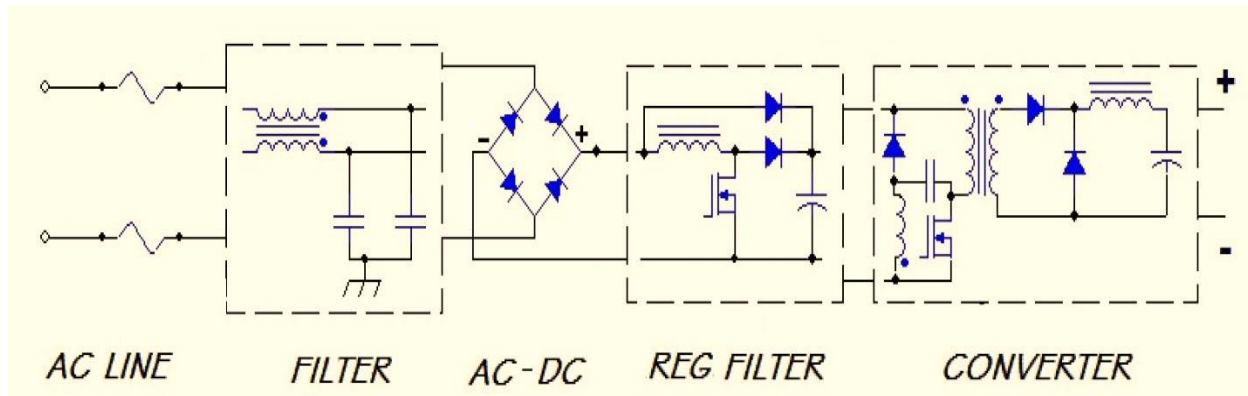 - +
+
-
AC LINE FILTER AC-DC REG FILTER CONVERTER